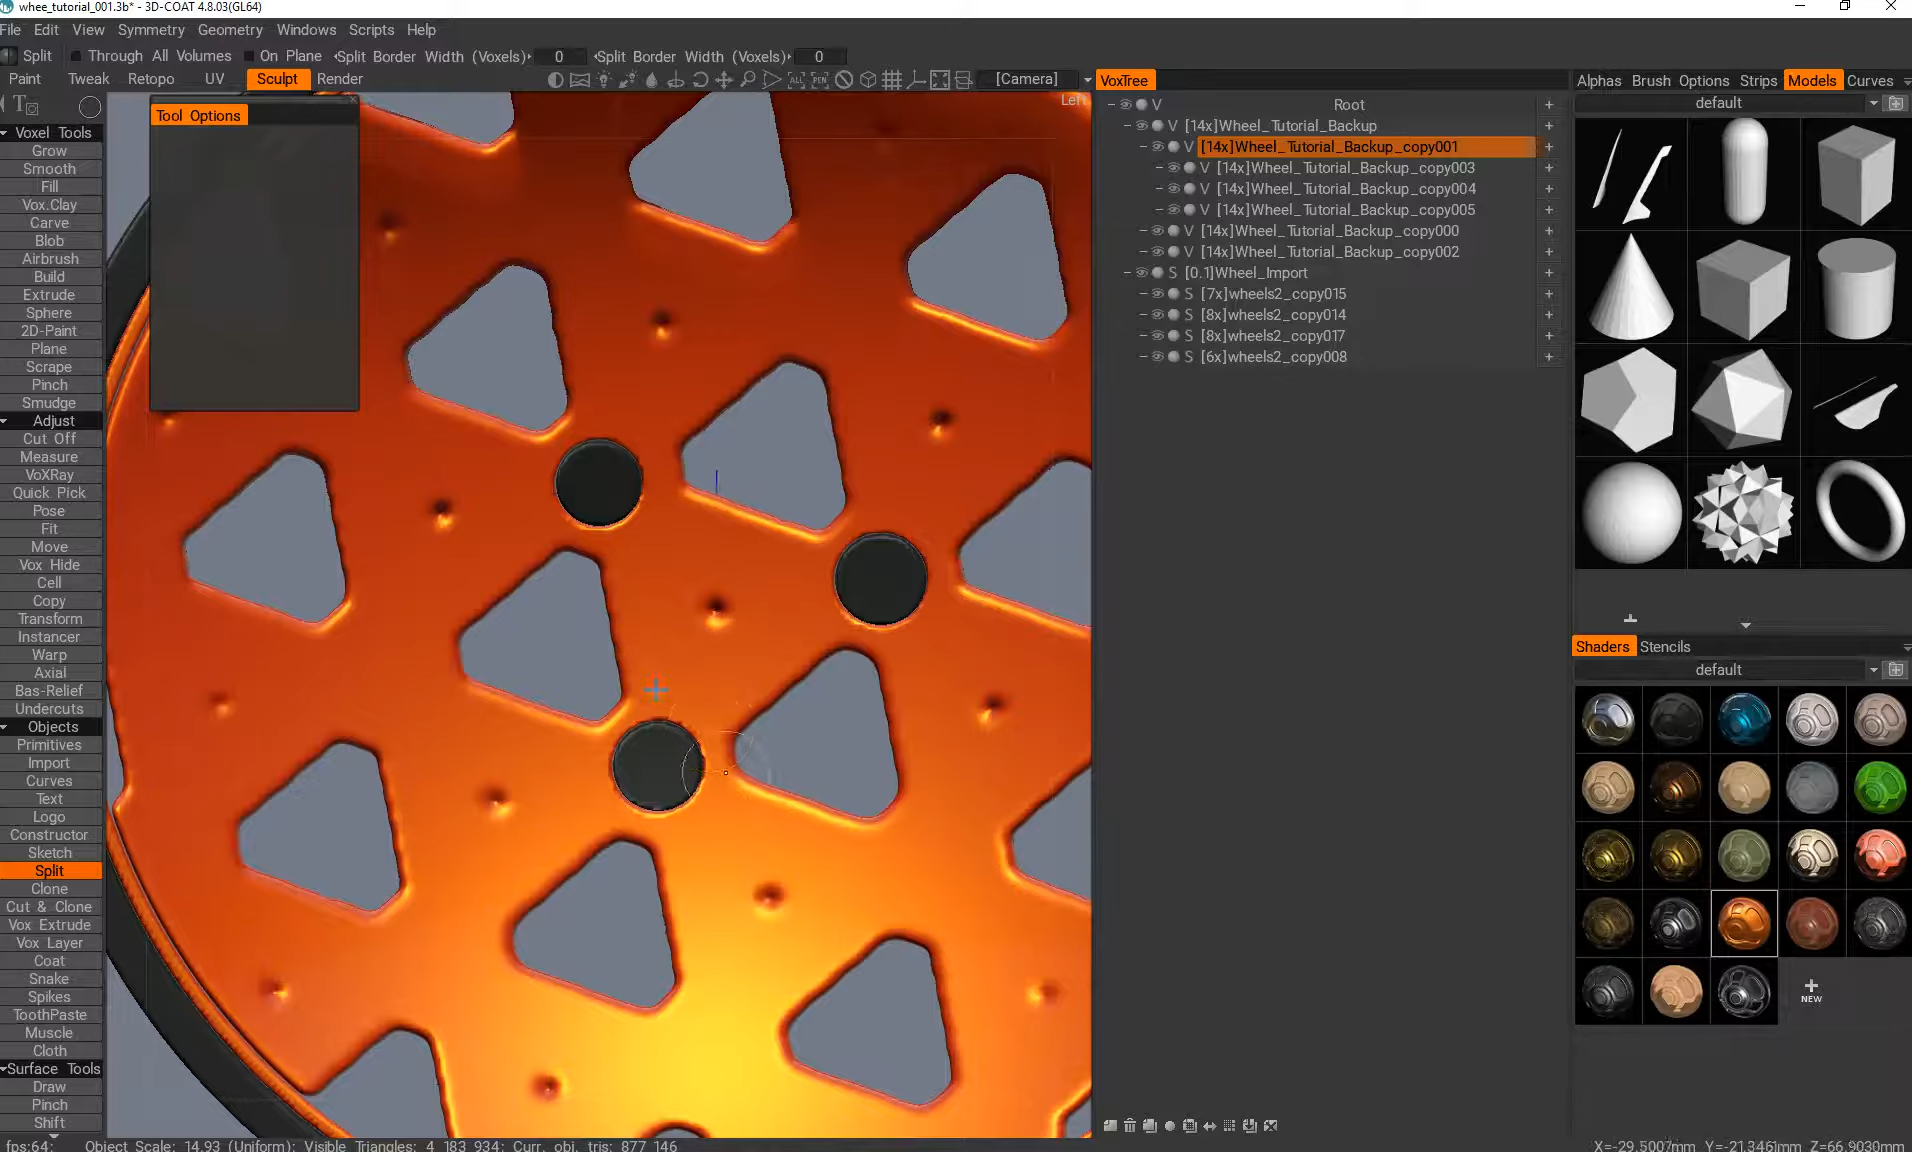 whee_tutorial_001.3b* - 3D-COAT 4.8.03(GL64)
File Edit View Symmetry Geometry Windows Scripts Help
Split Through All Volumes On Plane Split Border Width (Voxels) 0 Split Border Width (Voxels) 0
Paint Tweak Retopo UV Sculpt Render [Camera]
Left
Tool Options
Voxel Tools
Grow
Smooth
Fill
Vox.Clay
Carve
Blob
Airbrush
Build
Extrude
Sphere
2D-Paint
Plane
Scrape
Pinch
Smudge
Adjust
Cut Off
Measure
VoXRay
Quick Pick
Pose
Fit
Move
Vox Hide
Cell
Copy
Transform
Instancer
Warp
Axial
Bas-Relief
Undercuts
Objects
Primitives
Import
Curves
Text
Logo
Constructor
Sketch
Split
Clone
Cut & Clone
Vox Extrude
Vox Layer
Coat
Snake
Spikes
ToothPaste
Muscle
Cloth
Surface Tools
Draw
Pinch
Shift
VoxTree
V Root +
V [14x]Wheel_Tutorial_Backup +
V [14x]Wheel_Tutorial_Backup_copy001 +
V [14x]Wheel_Tutorial_Backup_copy003 +
V [14x]Wheel_Tutorial_Backup_copy004 +
V [14x]Wheel_Tutorial_Backup_copy005 +
V [14x]Wheel_Tutorial_Backup_copy000 +
V [14x]Wheel_Tutorial_Backup_copy002 +
S [0.1]Wheel_Import +
S [7x]wheels2_copy015 +
S [8x]wheels2_copy014 +
S [8x]wheels2_copy017 +
S [6x]wheels2_copy008 +
Alphas Brush Options Strips Models Curves
default
Shaders Stencils
default
NEW
fps:64; Object Scale: 14.93 (Uniform); Visible Triangles: 4 183 934; Curr. obj. tris: 877 146
X=-29.5007mm Y=-21.3461mm Z=66.9030mm